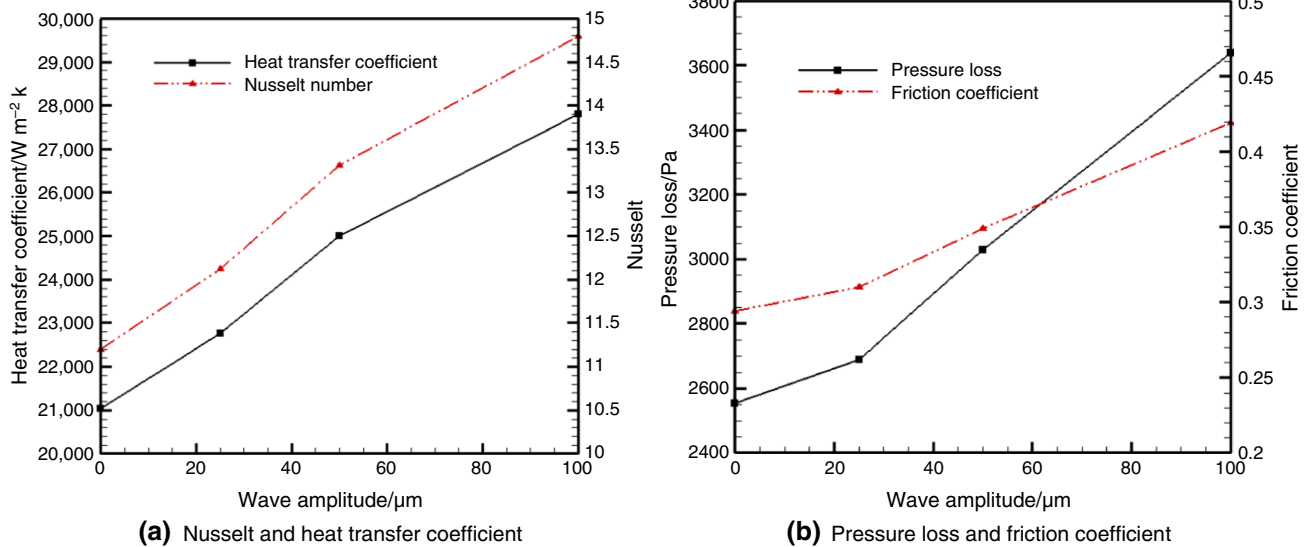 30,000
29,000
28,000
27,000
26,000
25,000
24,000
23,000
22,000
21,000
20,000
Heat transfer coefficient/W m⁻² k
Heat transfer coefficient
Nusselt number
15
14.5
14
13.5
13
12.5
12
11.5
11
10.5
10
Nusselt
0 20 40 60 80 100
Wave amplitude/μm
(a) Nusselt and heat transfer coefficient
3800
3600
3400
3200
3000
2800
2600
2400
Pressure loss/Pa
Pressure loss
Friction coefficient
0.5
0.45
0.4
0.35
0.3
0.25
0.2
Friction coefficient
0 20 40 60 80 100
Wave amplitude/μm
(b) Pressure loss and friction coefficient